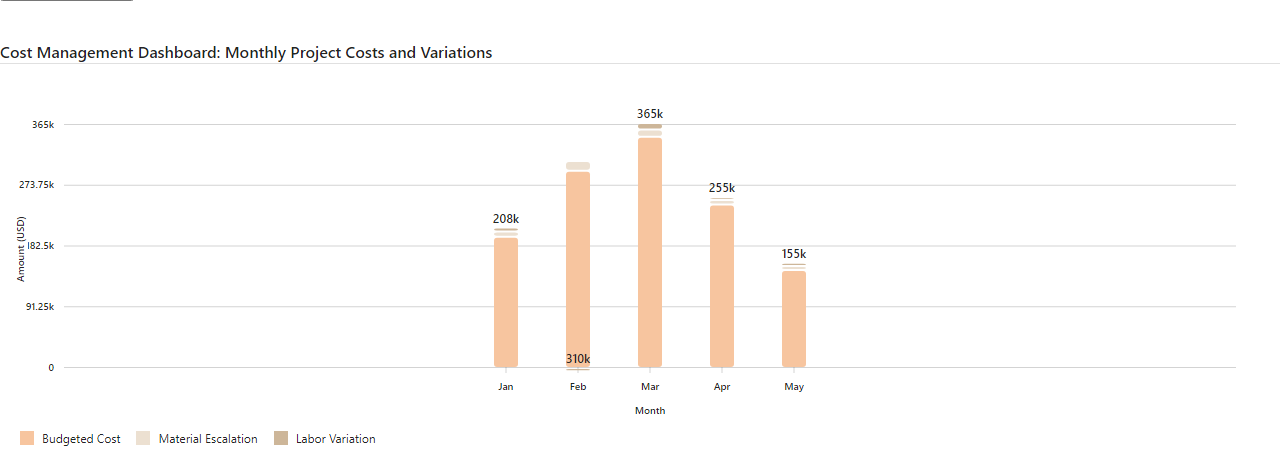 Cost Management Dashboard: Monthly Project Costs and Variations
365k
365k
273.75k
255k
208k
182.5k
155k
Amount (USD)
91.25k
310k
0
Jan Feb Mar Apr May
Month
Budgeted Cost Material Escalation Labor Variation